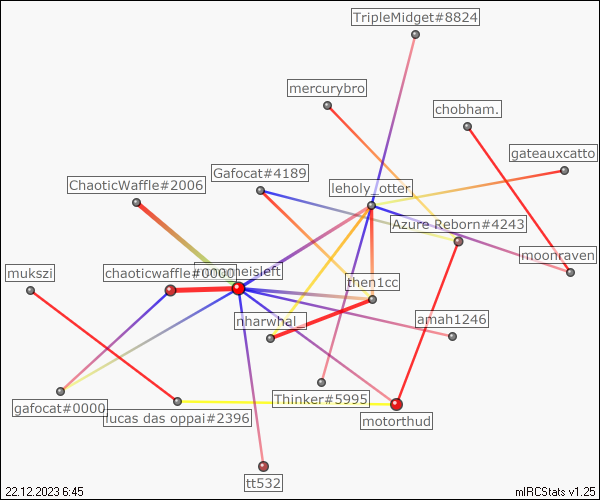 TripleMidget#8824
mercurybro
chobham.
gateauxcatto
Gafocat#4189
ChaoticWaffle#2006
leholy_otter
Azure Reborn#4243
moonraven
mukszi
chaoticwaffle#0000
then1cc
nharwhal_
amah1246
gafocat#0000
lucas das oppai#2396
Thinker#5995
motorthud
tt532
22.12.2023 6:45
mIRCStats v1.25